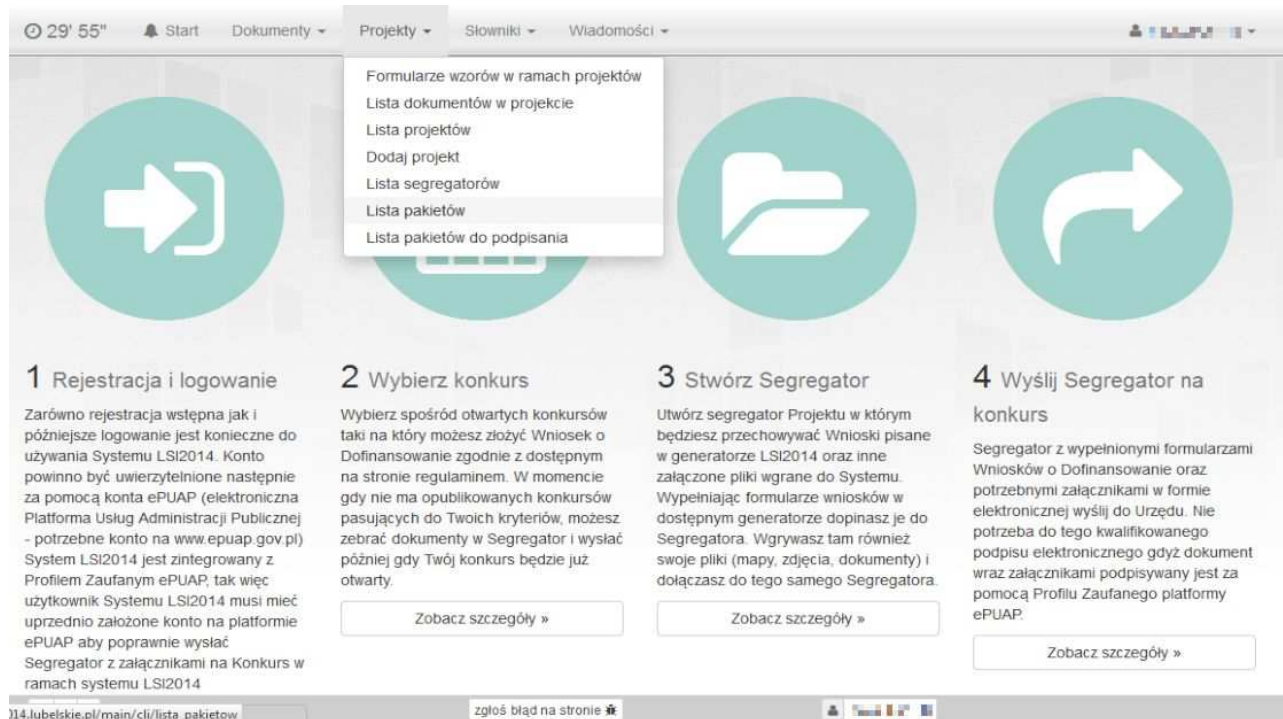 29' 55" Start Dokumenty Projekty Słowniki Wiadomości
Formularze wzorów w ramach projektów
Lista dokumentów w projekcie
Lista projektów
Dodaj projekt
Lista segregatorów
Lista pakietów
Lista pakietów do podpisania
1 Rejestracja i logowanie
Zarówno rejestracja wstępna jak i
późniejsze logowanie jest konieczne do
używania Systemu LSI2014. Konto
powinno być uwierzytelnione następnie
za pomocą konta ePUAP (elektroniczna
Platforma Usług Administracji Publicznej
- potrzebne konto na www.epuap.gov.pl)
System LSI2014 jest zintegrowany z
Profilem Zaufanym ePUAP, tak więc
użytkownik Systemu LSI2014 musi mieć
uprzednio założone konto na platformie
ePUAP aby poprawnie wysłać
Segregator z załącznikami na Konkurs w
ramach systemu LSI2014
2 Wybierz konkurs
Wybierz spośród otwartych konkursów
taki na który możesz złożyć Wniosek o
Dofinansowanie zgodnie z dostępnym
na stronie regulaminem. W momencie
gdy nie ma opublikowanych konkursów
pasujących do Twoich kryteriów, możesz
zebrać dokumenty w Segregator i wysłać
później gdy Twój konkurs będzie już
otwarty.
Zobacz szczegóły »
3 Stwórz Segregator
Utwórz segregator Projektu w którym
będziesz przechowywać Wnioski pisane
w generatorze LSI2014 oraz inne
załączone pliki wgrane do Systemu.
Wypełniając formularze wniosków w
dostępnym generatorze dopinasz je do
Segregatora. Wgrywasz tam również
swoje pliki (mapy, zdjęcia, dokumenty) i
dołączasz do tego samego Segregatora.
Zobacz szczegóły »
4 Wyślij Segregator na
konkurs
Segregator z wypełnionymi formularzami
Wniosków o Dofinansowanie oraz
potrzebnymi załącznikami w formie
elektronicznej wyślij do Urzędu. Nie
potrzeba do tego kwalifikowanego
podpisu elektronicznego gdyż dokument
wraz załącznikami podpisywany jest za
pomocą Profilu Zaufanego platformy
ePUAP.
Zobacz szczegóły »
014.lubelskie.pl/main/cli/lista_pakietow
zgłoś błąd na stronie